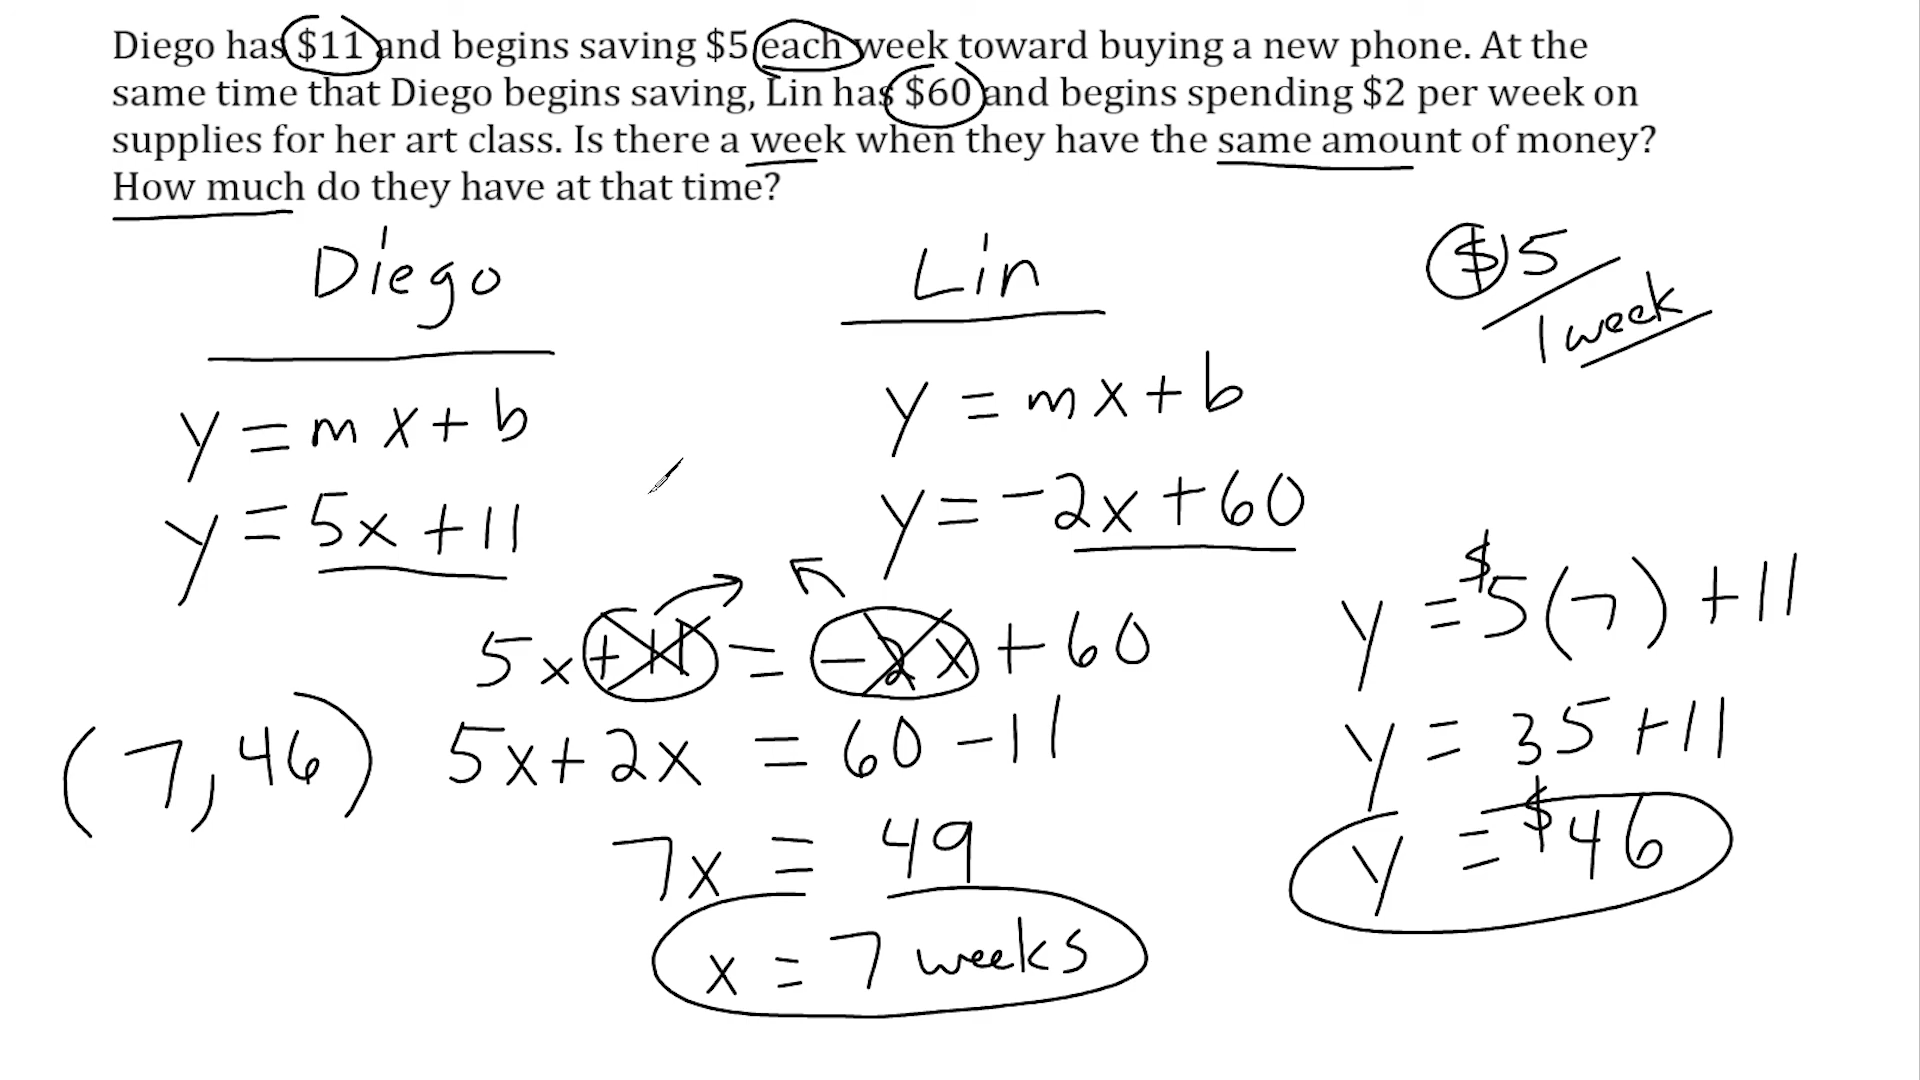 Diego has $11 and begins saving $5 each week toward buying a new phone. At the
same time that Diego begins saving, Lin has $60 and begins spending $2 per week on
supplies for her art class. Is there a week when they have the same amount of money?
How much do they have at that time?
Diego
y = mx + b
y = 5x + 11
Lin
y = mx + b
y = -2x + 60
$5
1 week
5x + 11 = -2x + 60
5x + 2x = 60 - 11
7x = 49
x = 7 weeks
(7, 46)
y = $5(7) + 11
y = 35 + 11
y = $46